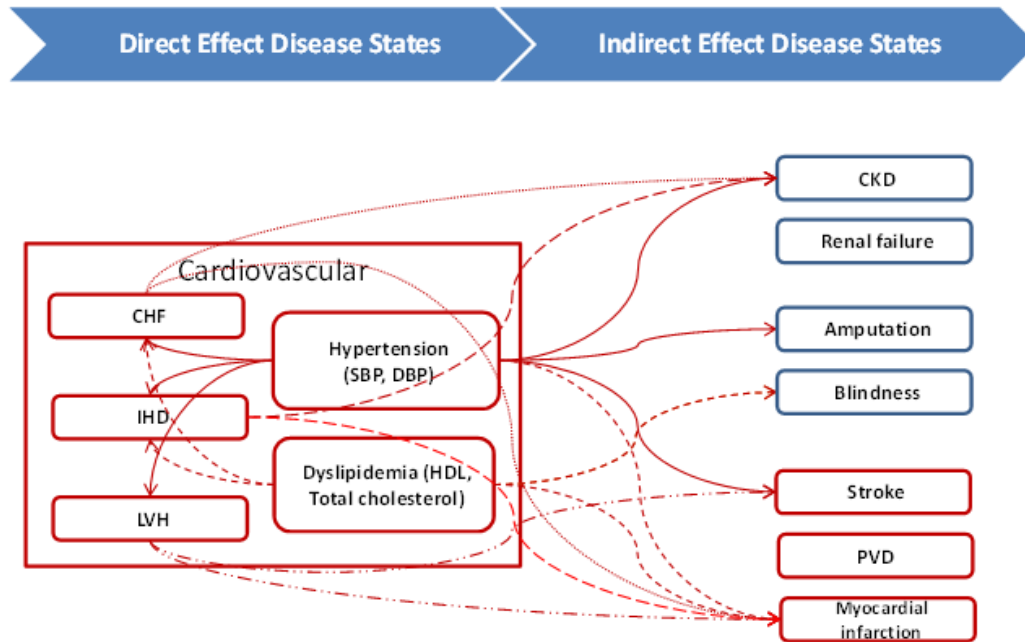 Direct Effect Disease States
Indirect Effect Disease States
CKD
Renal failure
Cardiovascular
CHF
Hypertension
(SBP, DBP)
Amputation
Blindness
IHD
Dyslipidemia (HDL,
Total cholesterol)
Stroke
LVH
PVD
Myocardial
infarction